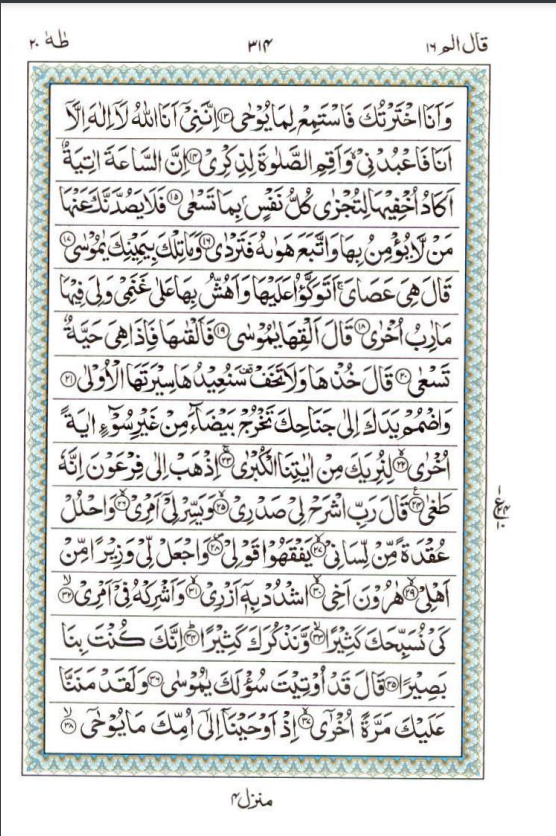 قال الم ١٦ ٣١٤ طٰهٰ ٢٠
وَاَنَا اخْتَرْتُكَ فَاسْتَمِعْ لِمَا يُوْحٰى ﴿١٣﴾ اِنَّنِىْۤ اَنَا اللّٰهُ لَاۤ اِلٰهَ اِلَّاۤ
اَنَا فَاعْبُدْنِىْ ۙ وَاَقِمِ الصَّلٰوةَ لِذِكْرِىْ ﴿١٤﴾ اِنَّ السَّاعَةَ اٰتِيَةٌ
اَكَادُ اُخْفِيْهَا لِتُجْزٰى كُلُّ نَفْسٍۭ بِمَا تَسْعٰى ﴿١٥﴾ فَلَا يَصُدَّنَّكَ عَنْهَا
مَنْ لَّا يُؤْمِنُ بِهَا وَاتَّبَعَ هَوٰىهُ فَتَرْدٰى ﴿١٦﴾ وَمَا تِلْكَ بِيَمِيْنِكَ يٰمُوْسٰى ﴿١٧﴾
قَالَ هِىَ عَصَاىَ ۚ اَتَوَكَّؤُا عَلَيْهَا وَاَهُشُّ بِهَا عَلٰى غَنَمِىْ وَلِىَ فِيْهَا
مَاٰرِبُ اُخْرٰى ﴿١٨﴾ قَالَ اَلْقِهَا يٰمُوْسٰى ﴿١٩﴾ فَاَلْقٰىهَا فَاِذَا هِىَ حَيَّةٌ
تَسْعٰى ﴿٢٠﴾ قَالَ خُذْهَا وَلَا تَخَفْ ۥ سَنُعِيْدُهَا سِيْرَتَهَا الْاُوْلٰى ﴿٢١﴾
وَاضْمُمْ يَدَكَ اِلٰى جَنَاحِكَ تَخْرُجْ بَيْضَآءَ مِنْ غَيْرِ سُوْٓءٍ اٰيَةً
اُخْرٰى ﴿٢٢﴾ لِنُرِيَكَ مِنْ اٰيٰتِنَا الْكُبْرٰى ﴿٢٣﴾ اِذْهَبْ اِلٰى فِرْعَوْنَ اِنَّهٗ
طَغٰى ﴿٢٤﴾ قَالَ رَبِّ اشْرَحْ لِىْ صَدْرِىْ ﴿٢٥﴾ وَيَسِّرْ لِىْۤ اَمْرِىْ ﴿٢٦﴾ وَاحْلُلْ
عُقْدَةً مِّنْ لِّسَانِىْ ﴿٢٧﴾ يَفْقَهُوْا قَوْلِىْ ﴿٢٨﴾ وَاجْعَلْ لِّىْ وَزِيْرًا مِّنْ
اَهْلِىْ ﴿٢٩﴾ هٰرُوْنَ اَخِى ﴿٣٠﴾ اشْدُدْ بِهٖۤ اَزْرِىْ ﴿٣١﴾ وَاَشْرِكْهُ فِىْۤ اَمْرِىْ ﴿٣٢﴾
كَىْ نُسَبِّحَكَ كَثِيْرًا ﴿٣٣﴾ وَّنَذْكُرَكَ كَثِيْرًا ﴿٣٤﴾ اِنَّكَ كُنْتَ بِنَا
بَصِيْرًا ﴿٣٥﴾ قَالَ قَدْ اُوْتِيْتَ سُؤْلَكَ يٰمُوْسٰى ﴿٣٦﴾ وَلَقَدْ مَنَنَّا
عَلَيْكَ مَرَّةً اُخْرٰٓى ﴿٣٧﴾ اِذْ اَوْحَيْنَاۤ اِلٰٓى اُمِّكَ مَا يُوْحٰٓى ﴿٣٨﴾
منزل ٤